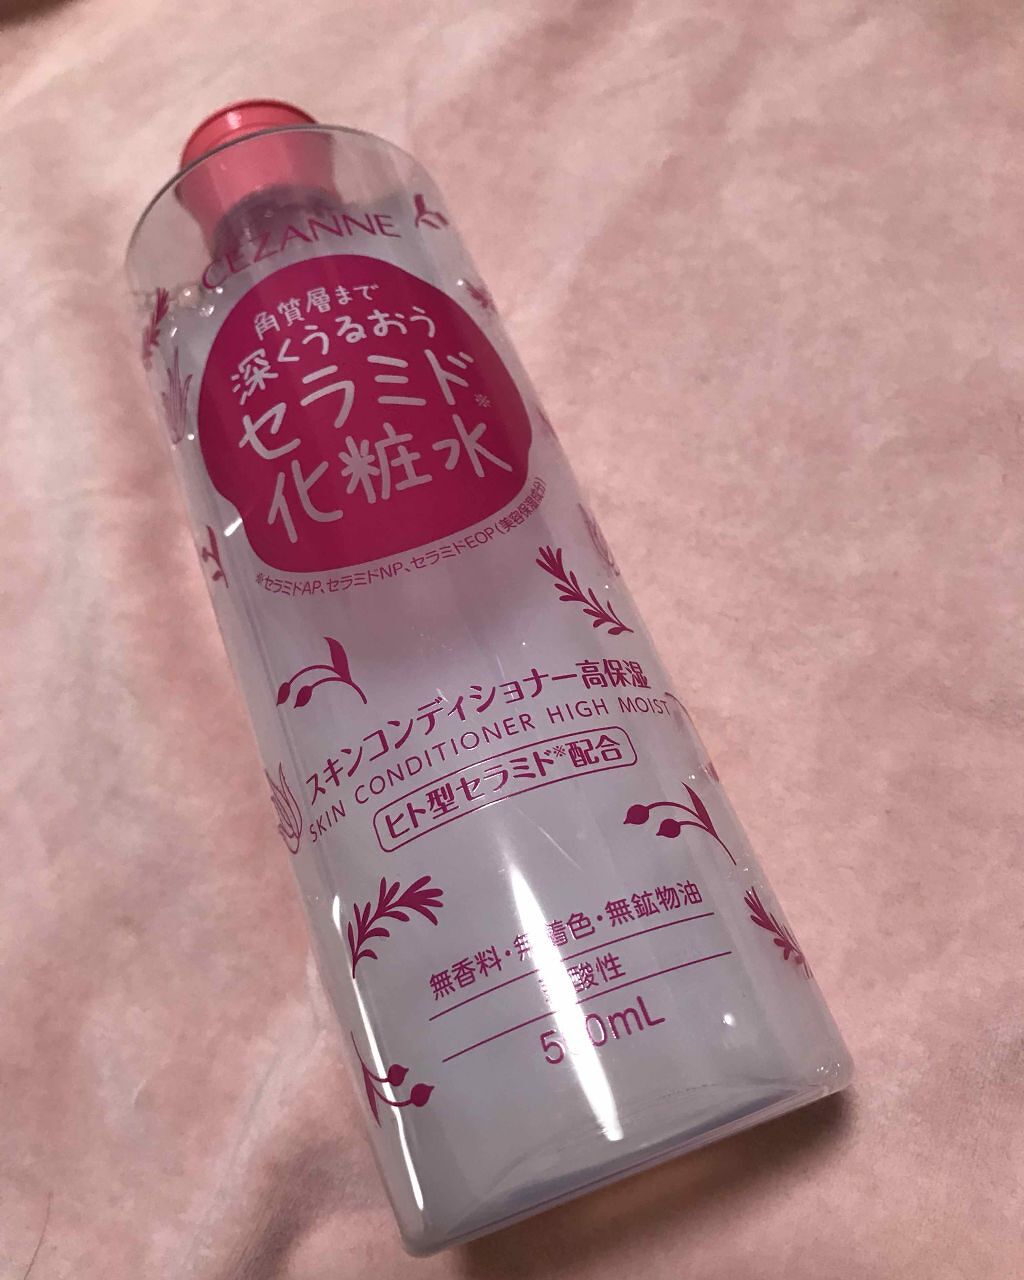 CEZANNE
角質層まで
深くうるおう
セラミド※
化粧水
※セラミドAP、セラミドNP、セラミドEOP(美容保湿成分)
スキンコンディショナー高保湿
SKIN CONDITIONER HIGH MOIST
ヒト型セラミド※配合
無香料・無着色・無鉱物油
酸性
mL